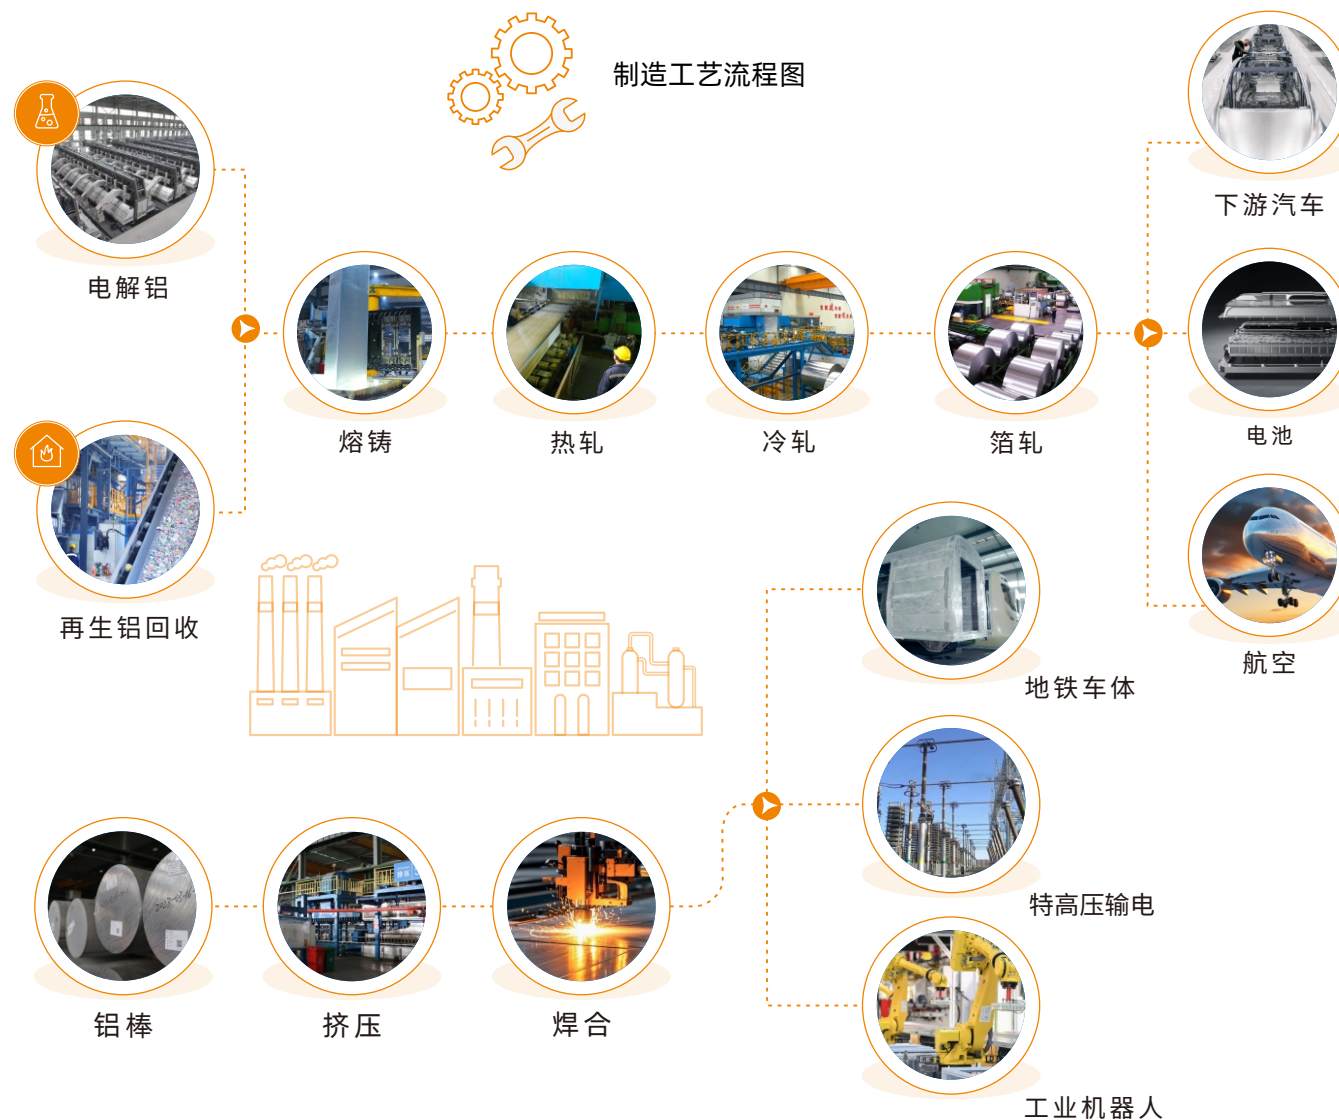 制造工艺流程图
下游汽车
电解铝
熔铸
热轧
冷轧
箔轧
电池
再生铝回收
航空
地铁车体
特高压输电
铝棒
挤压
焊合
工业机器人